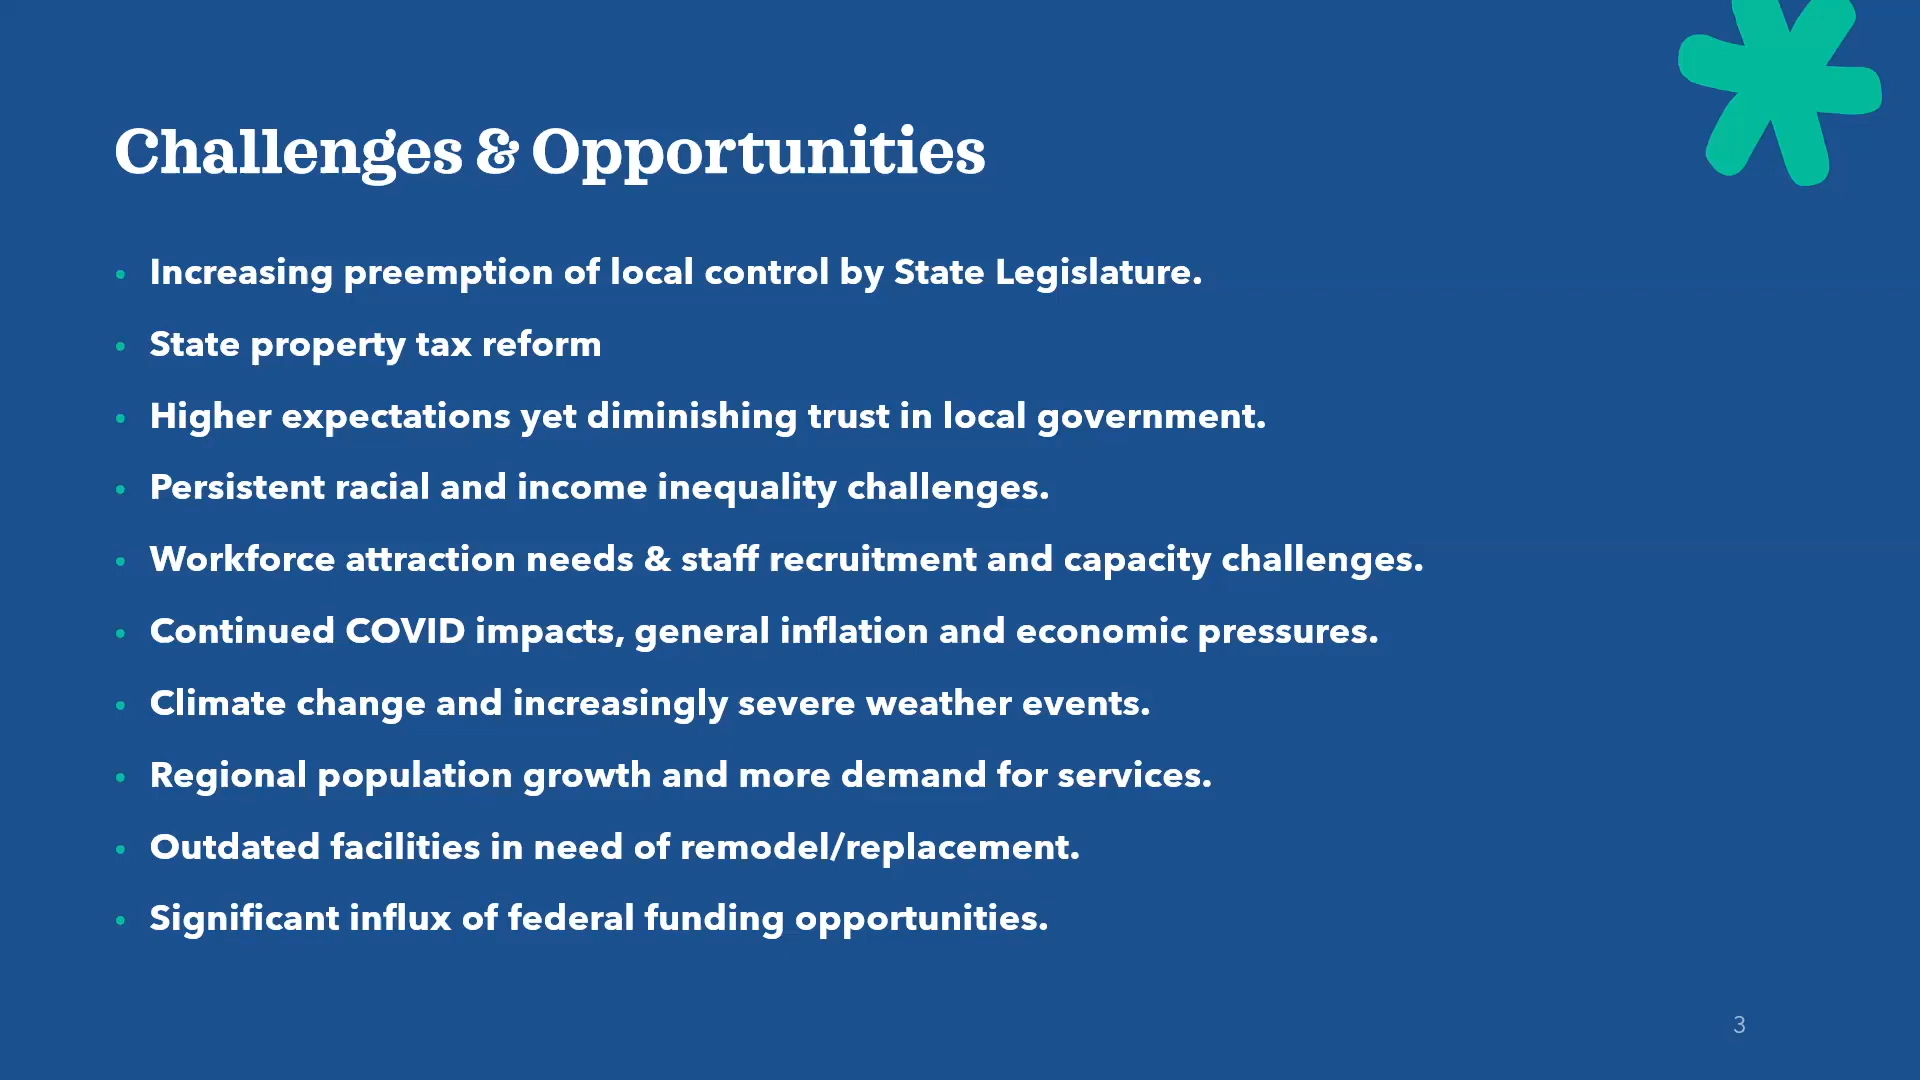 Challenges & Opportunities
• Increasing preemption of local control by State Legislature.
• State property tax reform
• Higher expectations yet diminishing trust in local government.
• Persistent racial and income inequality challenges.
• Workforce attraction needs & staff recruitment and capacity challenges.
• Continued COVID impacts, general inflation and economic pressures.
• Climate change and increasingly severe weather events.
• Regional population growth and more demand for services.
• Outdated facilities in need of remodel/replacement.
• Significant influx of federal funding opportunities.
3